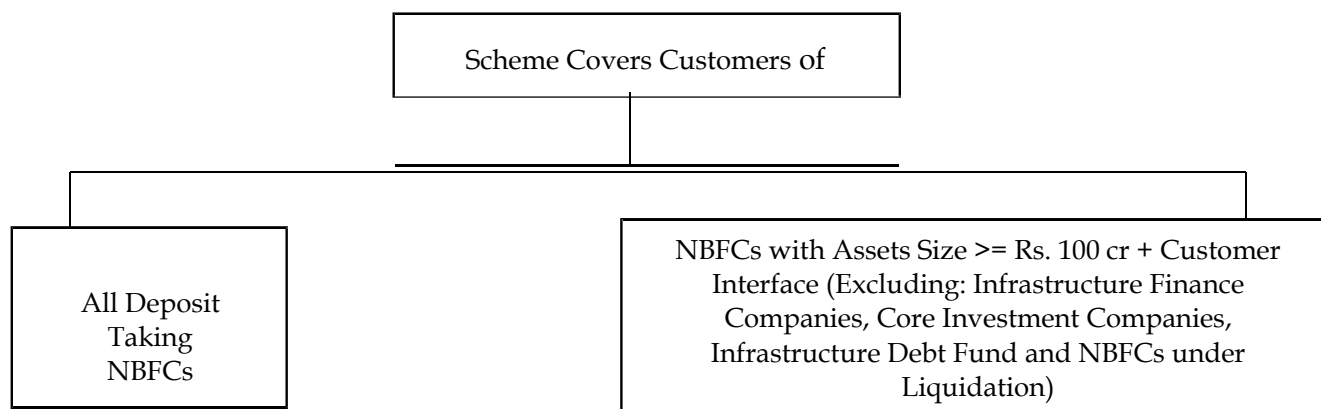 Scheme Covers Customers of
All Deposit
Taking
NBFCs
NBFCs with Assets Size >= Rs. 100 cr + Customer
Interface (Excluding: Infrastructure Finance
Companies, Core Investment Companies,
Infrastructure Debt Fund and NBFCs under
Liquidation)